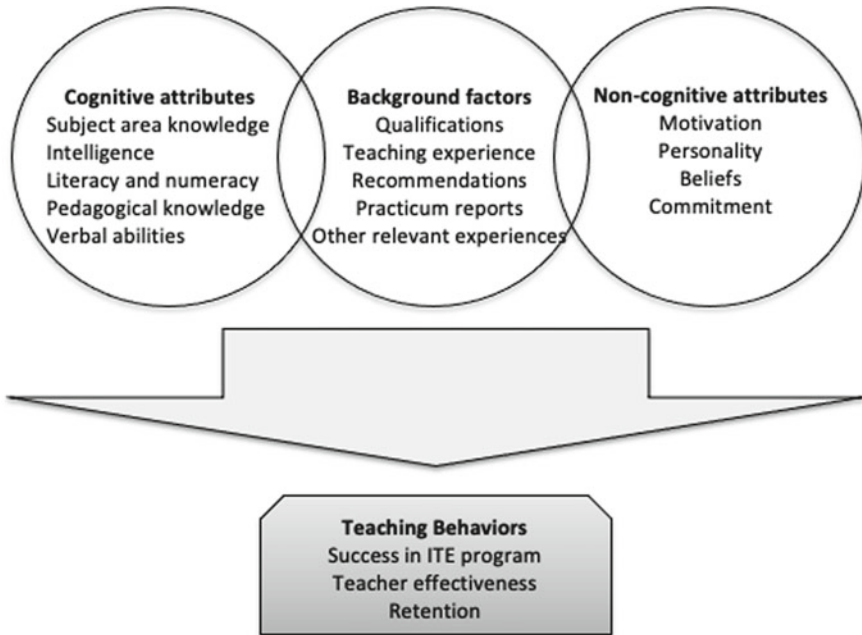 Cognitive attributes
Subject area knowledge
Intelligence
Literacy and numeracy
Pedagogical knowledge
Verbal abilities
Background factors
Qualifications
Teaching experience
Recommendations
Practicum reports
Other relevant experiences
Non-cognitive attributes
Motivation
Personality
Beliefs
Commitment
Teaching Behaviors
Success in ITE program
Teacher effectiveness
Retention